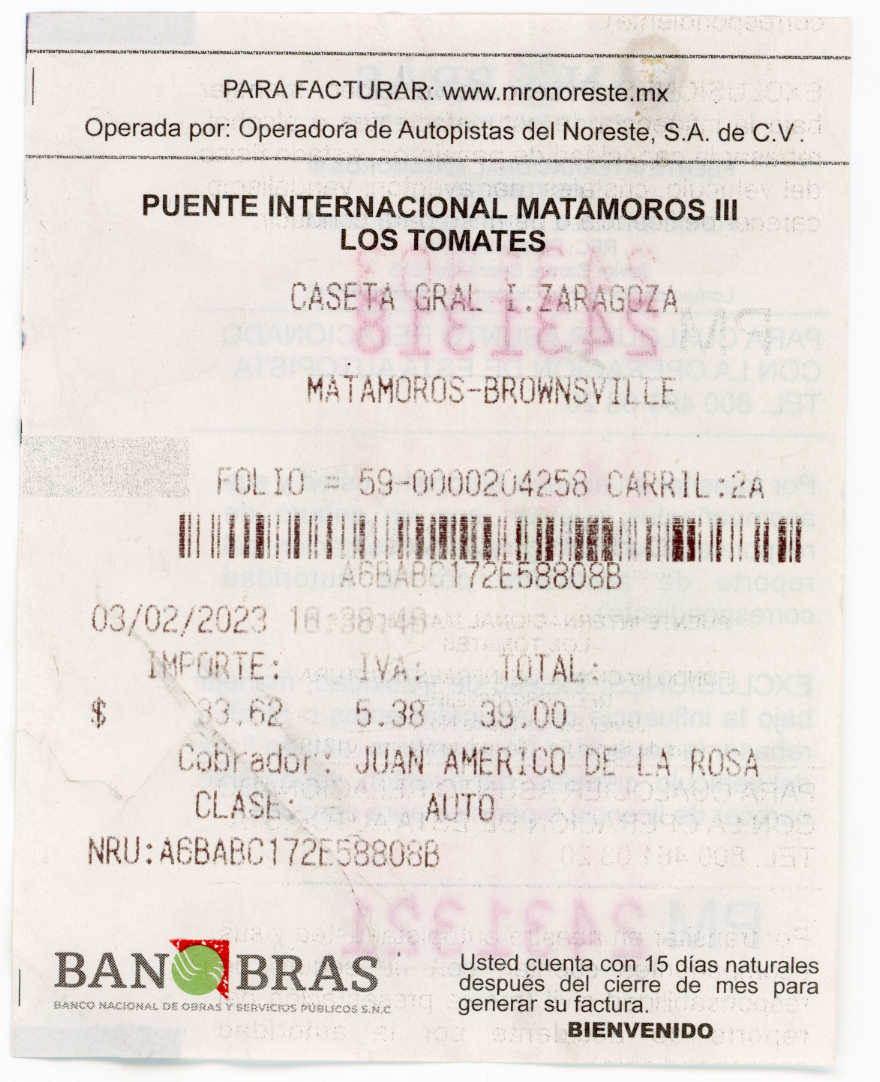 PARA FACTURAR: www.mronoreste.mx
Operada por: Operadora de Autopistas del Noreste, S.A. de C.V.
PUENTE INTERNACIONAL MATAMOROS III
LOS TOMATES
CASETA GRAL I.ZARAGOZA
MATAMOROS-BROWNSVILLE
FOLIO = 59-0000204258 CARRIL:2A
A6BABC172E58808B
03/02/2023
IMPORTE: IVA: TOTAL:
$ 33.62 5.38 39.00
Cobrador: JUAN AMERICO DE LA ROSA
CLASE: AUTO
NRU:A6BABC172E58808B
BANOBRAS
BANCO NACIONAL DE OBRAS Y SERVICIOS PÚBLICOS S.N.C
Usted cuenta con 15 días naturales
después del cierre de mes para
generar su factura.
BIENVENIDO